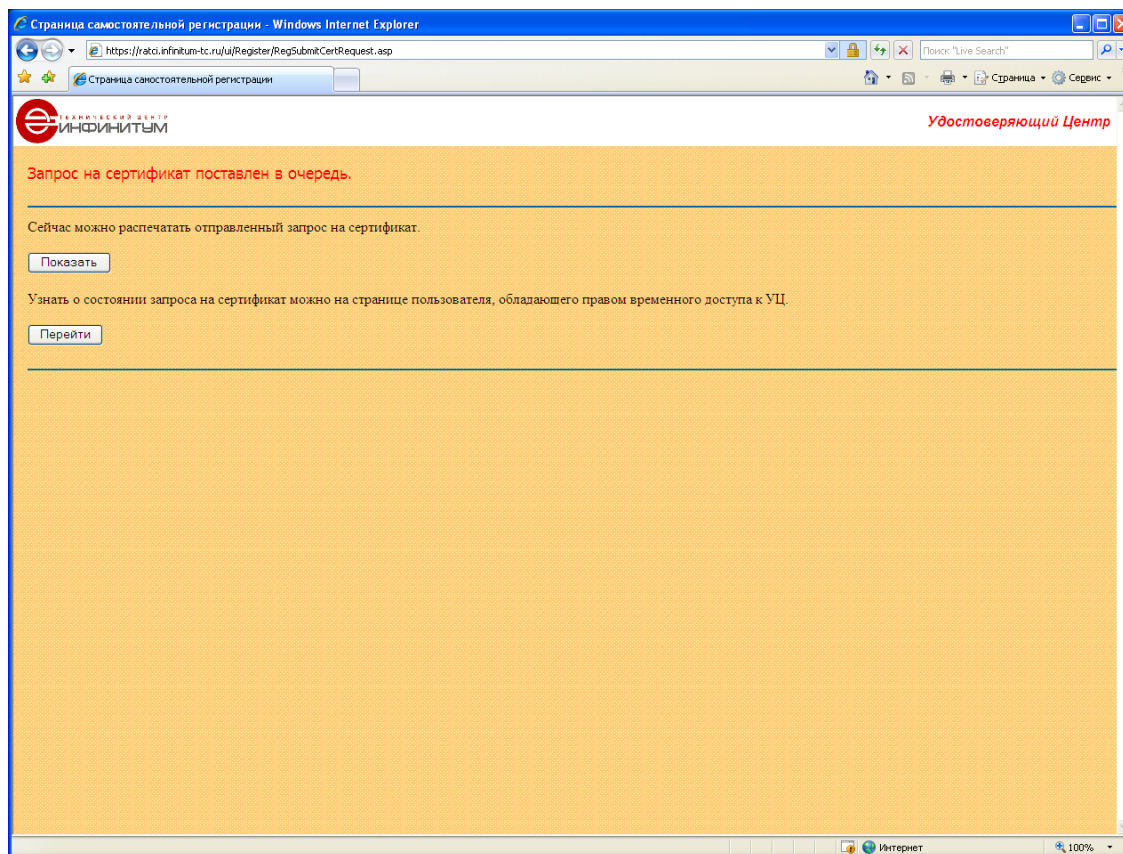 Страница самостоятельной регистрации - Windows Internet Explorer
https://ratci.infinitum-tc.ru/ui/Register/RegSubmitCertRequest.asp
Поиск "Live Search"
Страница самостоятельной регистрации
Страница
Сервис
ТЕХНИЧЕСКИЙ ЦЕНТР
ИНФИНИТУМ
Удостоверяющий Центр
Запрос на сертификат поставлен в очередь.
Сейчас можно распечатать отправленный запрос на сертификат.
Показать
Узнать о состоянии запроса на сертификат можно на странице пользователя, обладающего правом временного доступа к УЦ.
Перейти
Интернет
100%